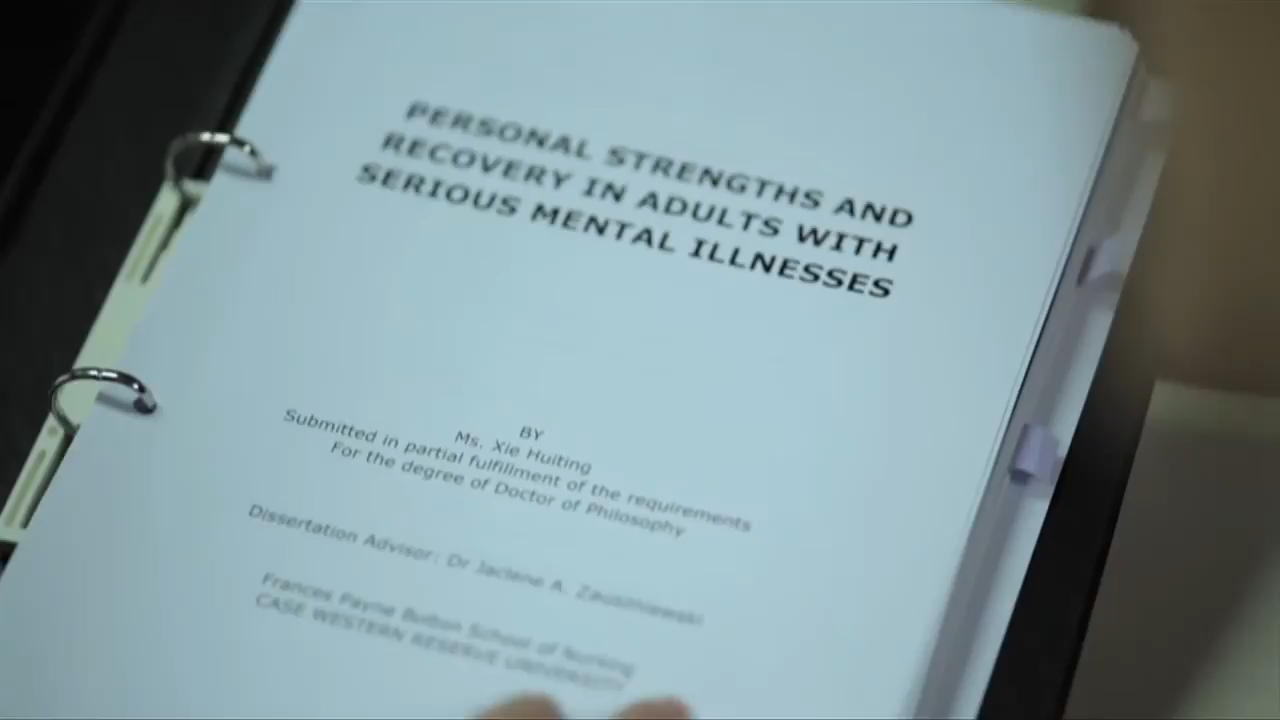 PERSONAL STRENGTHS AND
RECOVERY IN ADULTS WITH
SERIOUS MENTAL ILLNESSES
BY
Ms. Xie Huiting
Submitted in partial fulfillment of the requirements
For the degree of Doctor of Philosophy
Dissertation Advisor: Dr Jaclene A. Zauszniewski
Frances Payne Bolton School of Nursing
CASE WESTERN RESERVE UNIVERSITY